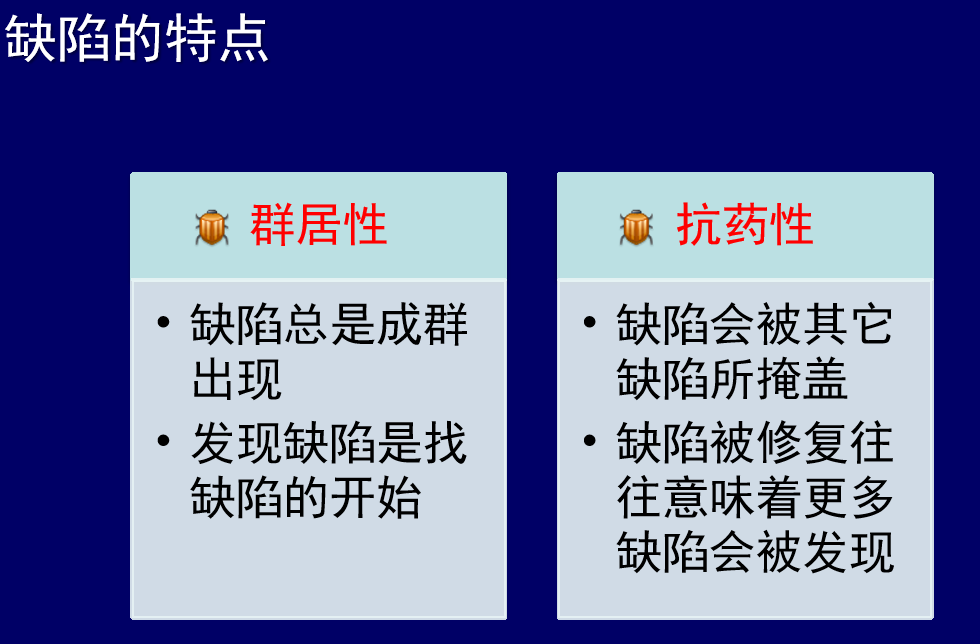 缺陷的特点
群居性
• 缺陷总是成群
出现
• 发现缺陷是找
缺陷的开始
抗药性
• 缺陷会被其它
缺陷所掩盖
• 缺陷被修复往
往意味着更多
缺陷会被发现